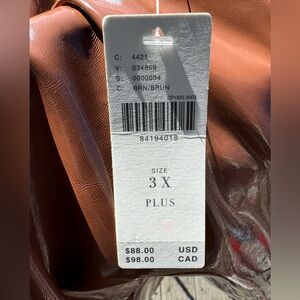 C: 4421
V: 034869
S: 0000004
C: BRN/BRUN
84194018
SIZE
3 X
PLUS
$88.00 USD
$98.00 CAD